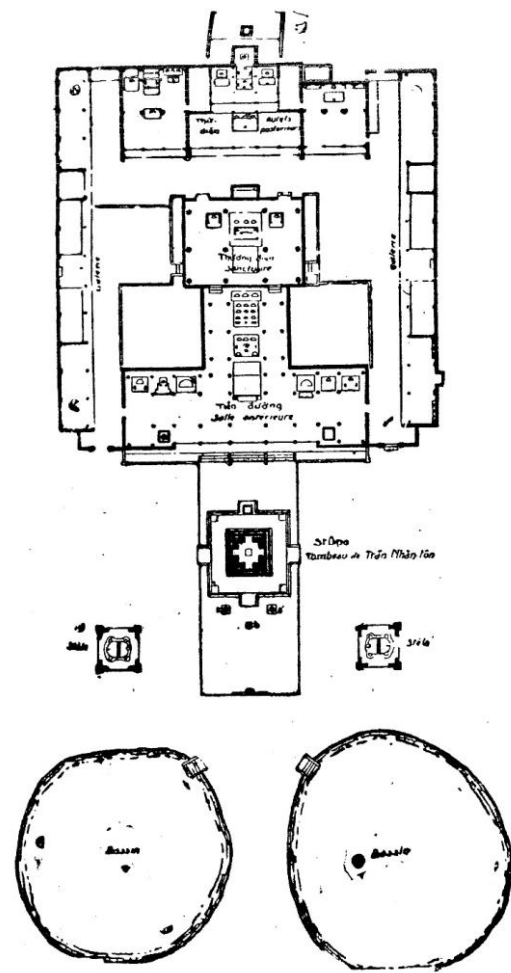 Autels
postérieurs
Thượng điện
Sanctuaire
Galerie
Galerie
Tiền đường
Salle antérieure
Stūpa
Tombeau de Trần Nhân Tôn
Stèle
Stèle
Bassin
Bassin